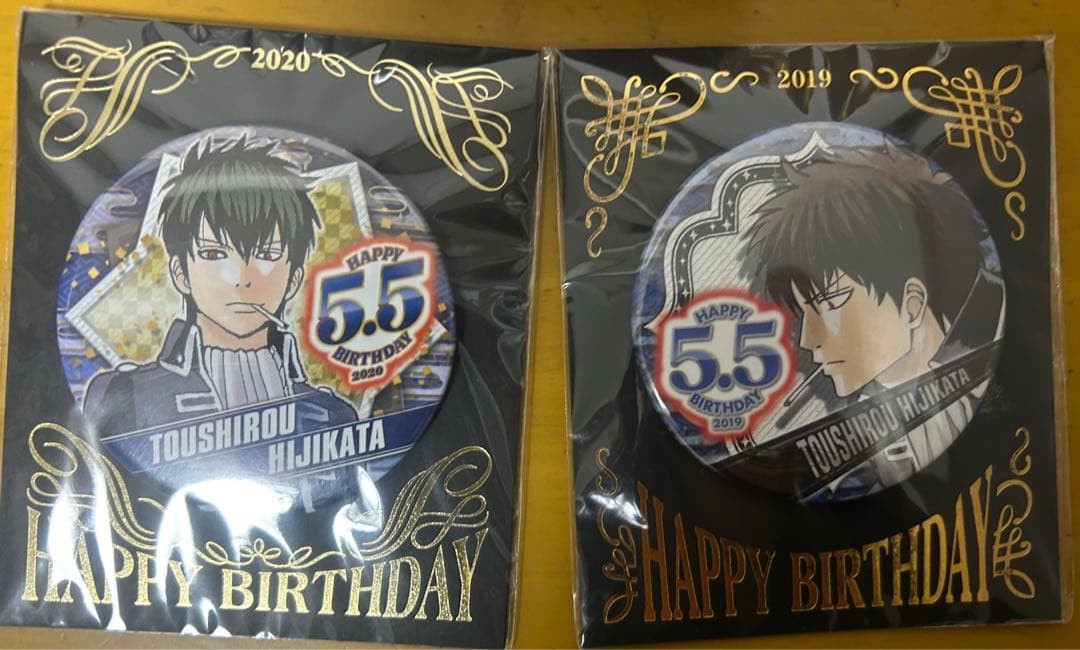 2020
HAPPY
5.5
BIRTHDAY
2020
TOUSHIROU
HIJIKATA
HAPPY BIRTHDAY
2019
HAPPY
5.5
BIRTHDAY
2019
TOUSHIROU HIJIKATA
HAPPY BIRTHDAY